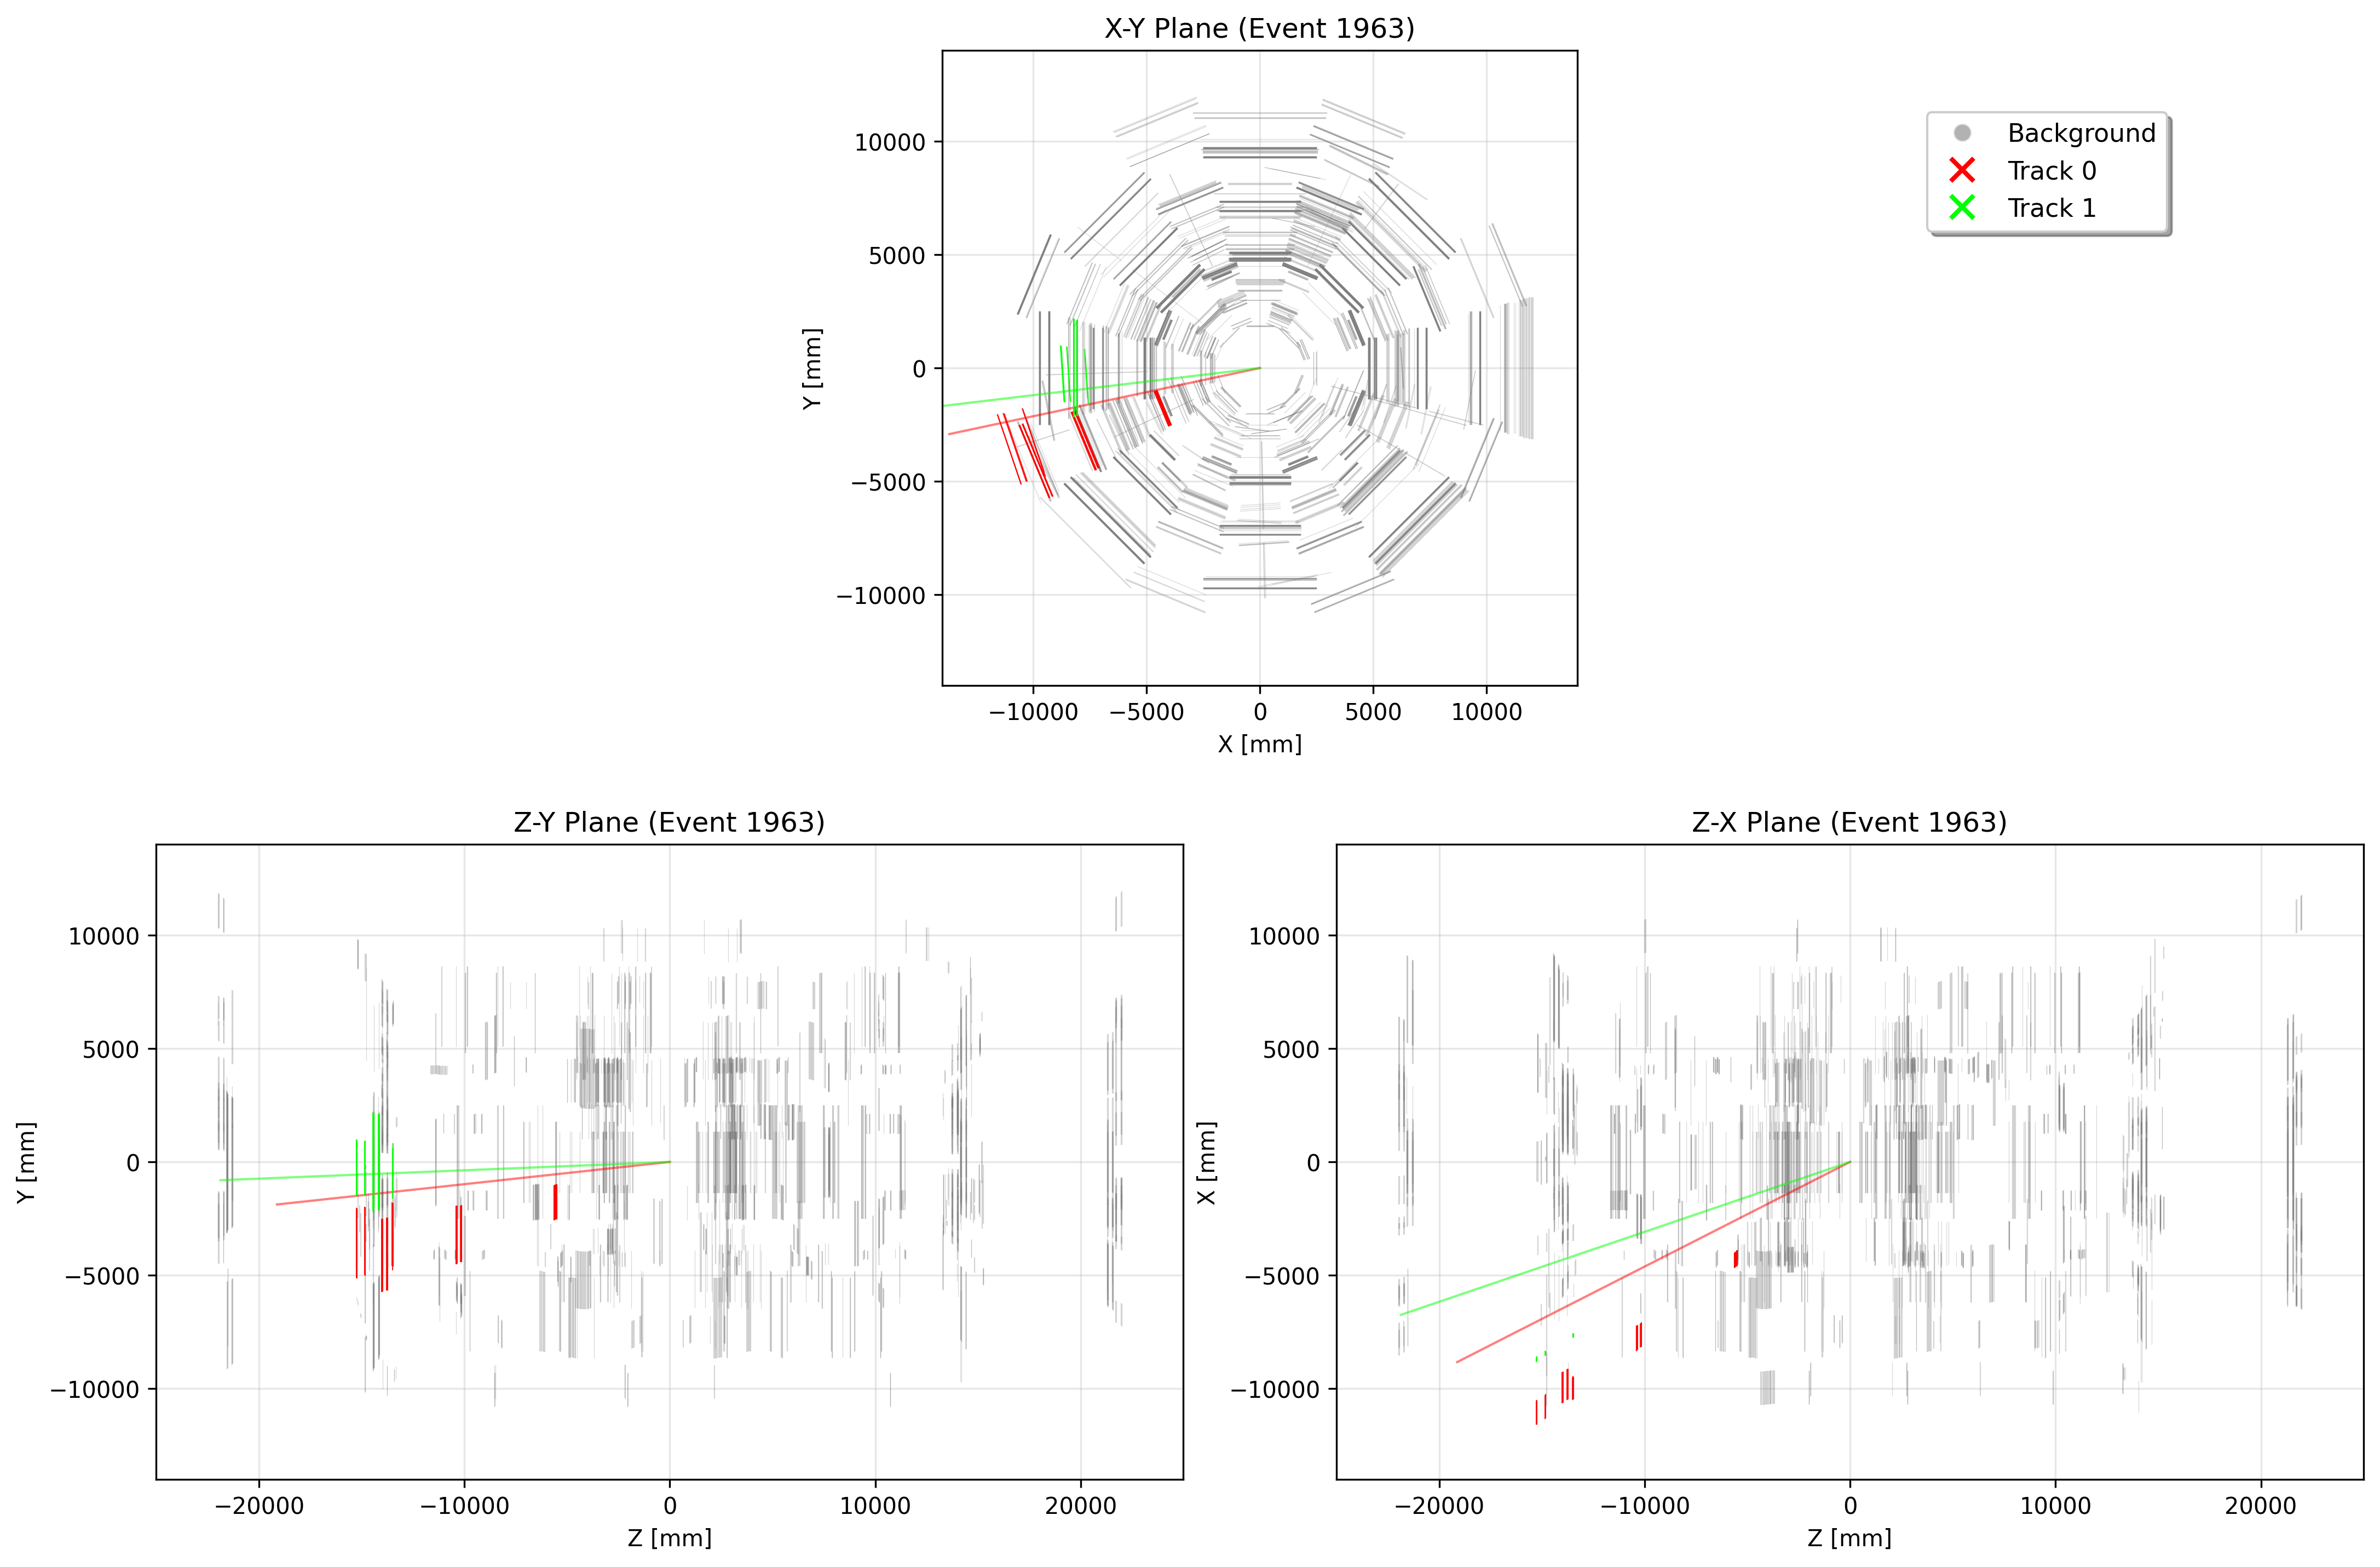 X-Y Plane (Event 1963)
Background
Track 0
Track 1
10000
5000
0
−5000
−10000
Y [mm]
−10000 −5000 0 5000 10000
X [mm]
Z-Y Plane (Event 1963)
10000
5000
0
−5000
−10000
Y [mm]
−20000 −10000 0 10000 20000
Z [mm]
Z-X Plane (Event 1963)
10000
5000
0
−5000
−10000
X [mm]
−20000 −10000 0 10000 20000
Z [mm]